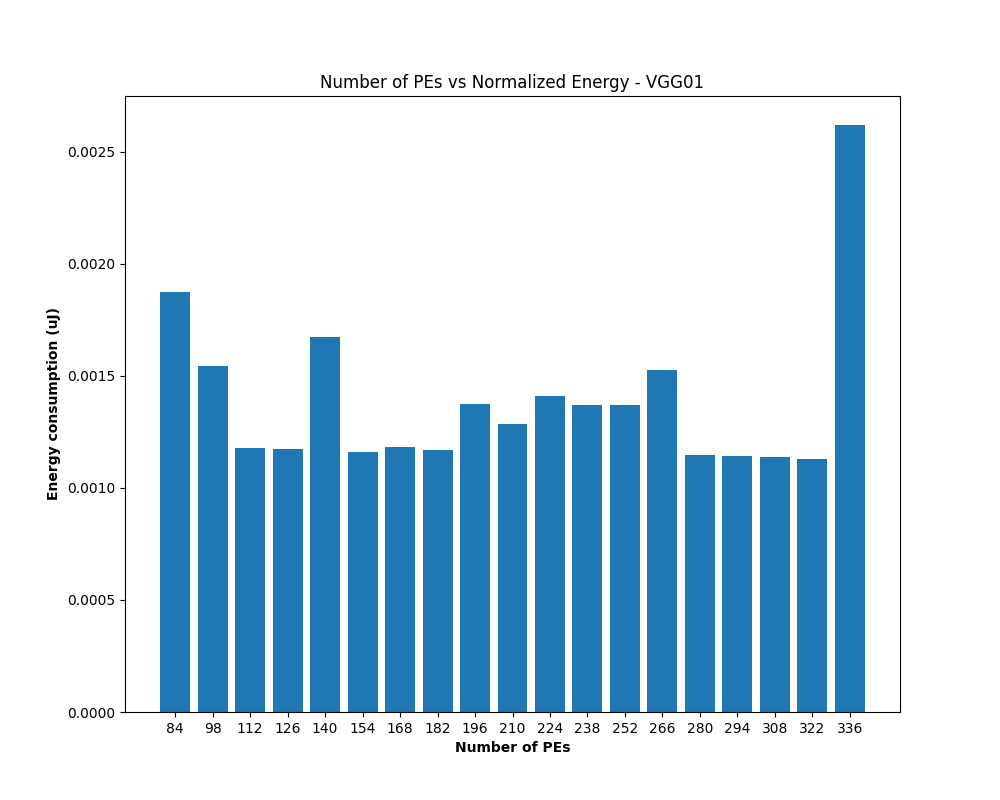 Number of PEs vs Normalized Energy - VGG01
Energy consumption (uJ)
0.0025
0.0020
0.0015
0.0010
0.0005
0.0000
84 98 112 126 140 154 168 182 196 210 224 238 252 266 280 294 308 322 336
Number of PEs